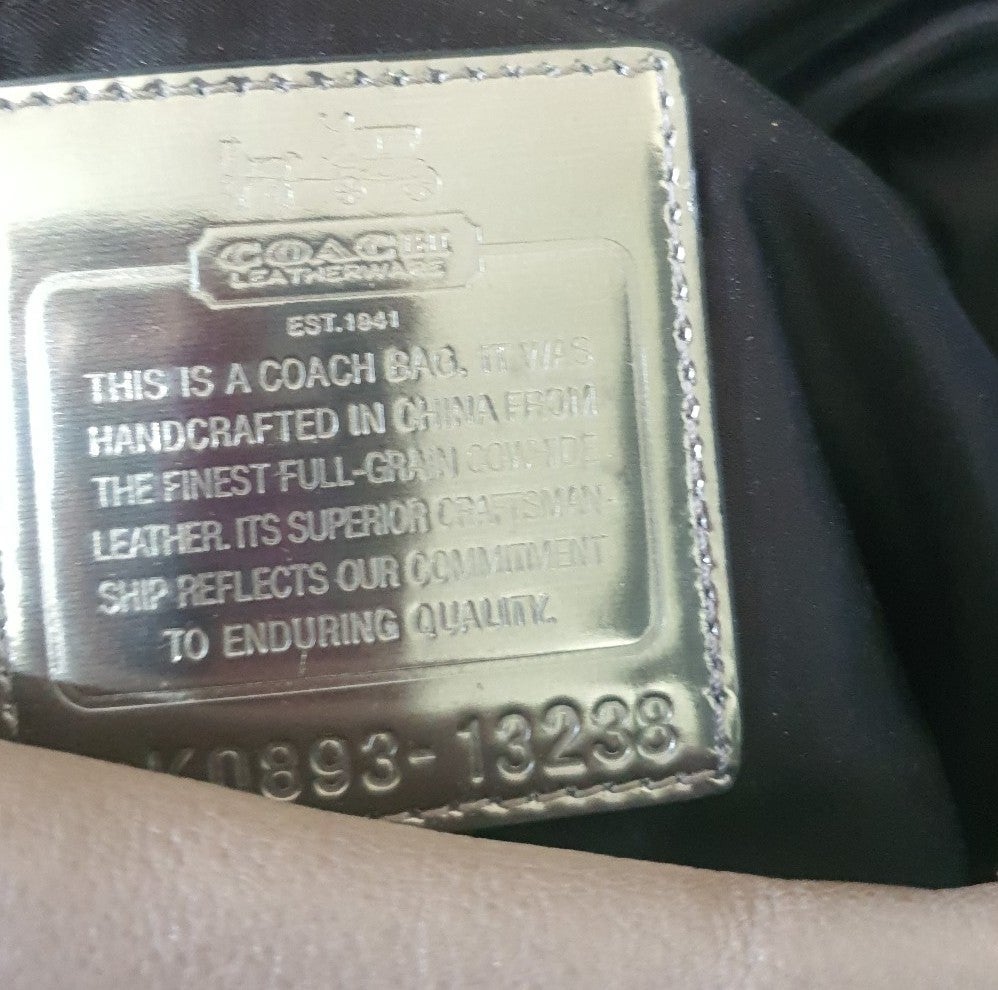 COACH
LEATHERWARE
EST.1941
THIS IS A COACH BAG. IT WAS
HANDCRAFTED IN CHINA FROM
THE FINEST FULL-GRAIN COWHIDE
LEATHER. ITS SUPERIOR CRAFTSMAN-
SHIP REFLECTS OUR COMMITMENT
TO ENDURING QUALITY.
K0893-13238